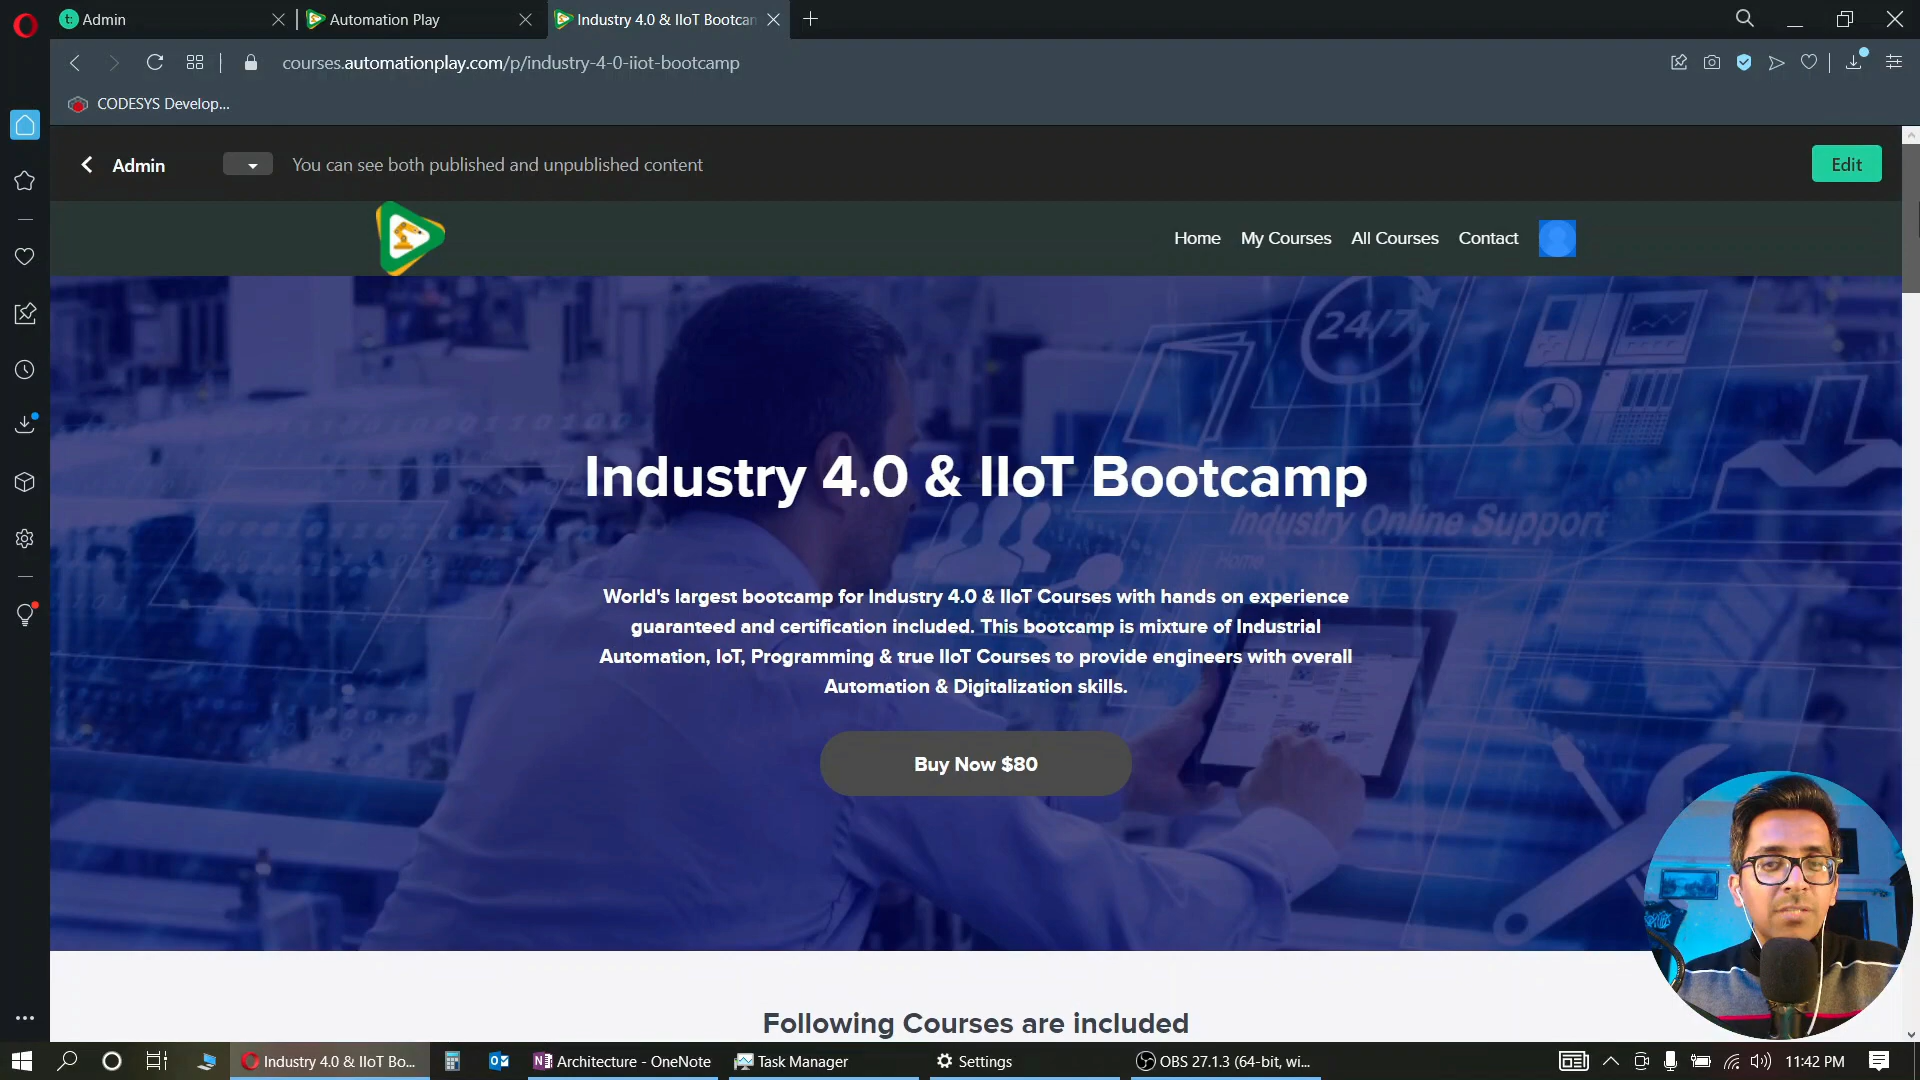 Admin
Automation Play
Industry 4.0 & IIoT Bootcam
courses.automationplay.com/p/industry-4-0-iiot-bootcamp
CODESYS Develop...
Admin
You can see both published and unpublished content
Edit
Home
My Courses
All Courses
Contact
24/7
Industry Online Support
Home
Industry 4.0 & IIoT Bootcamp
World's largest bootcamp for Industry 4.0 & IIoT Courses with hands on experience
guaranteed and certification included. This bootcamp is mixture of Industrial
Automation, IoT, Programming & true IIoT Courses to provide engineers with overall
Automation & Digitalization skills.
Buy Now $80
Following Courses are included
Industry 4.0 & IIoT Bo...
Architecture - OneNote
Task Manager
Settings
OBS 27.1.3 (64-bit, wi...
11:42 PM